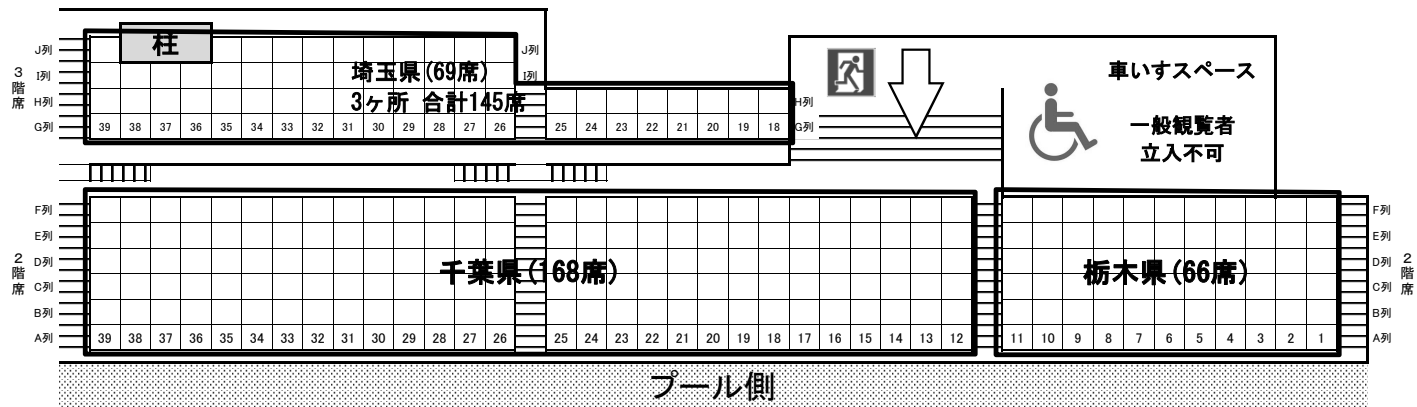 柱
J列
J列
埼玉県(69席)
I列
I列
3ヶ所 合計145席
H列
H列
G列
39 38 37 36 35 34 33 32 31 30 29 28 27 26 25 24 23 22 21 20 19 18
G列
3階席
車いすスペース
一般観覧者
立入不可
F列
F列
E列
E列
D列
D列
千葉県(168席)
栃木県(66席)
C列
C列
B列
B列
A列
39 38 37 36 35 34 33 32 31 30 29 28 27 26 25 24 23 22 21 20 19 18 17 16 15 14 13 12 11 10 9 8 7 6 5 4 3 2 1
A列
2階席
2階席
プール側